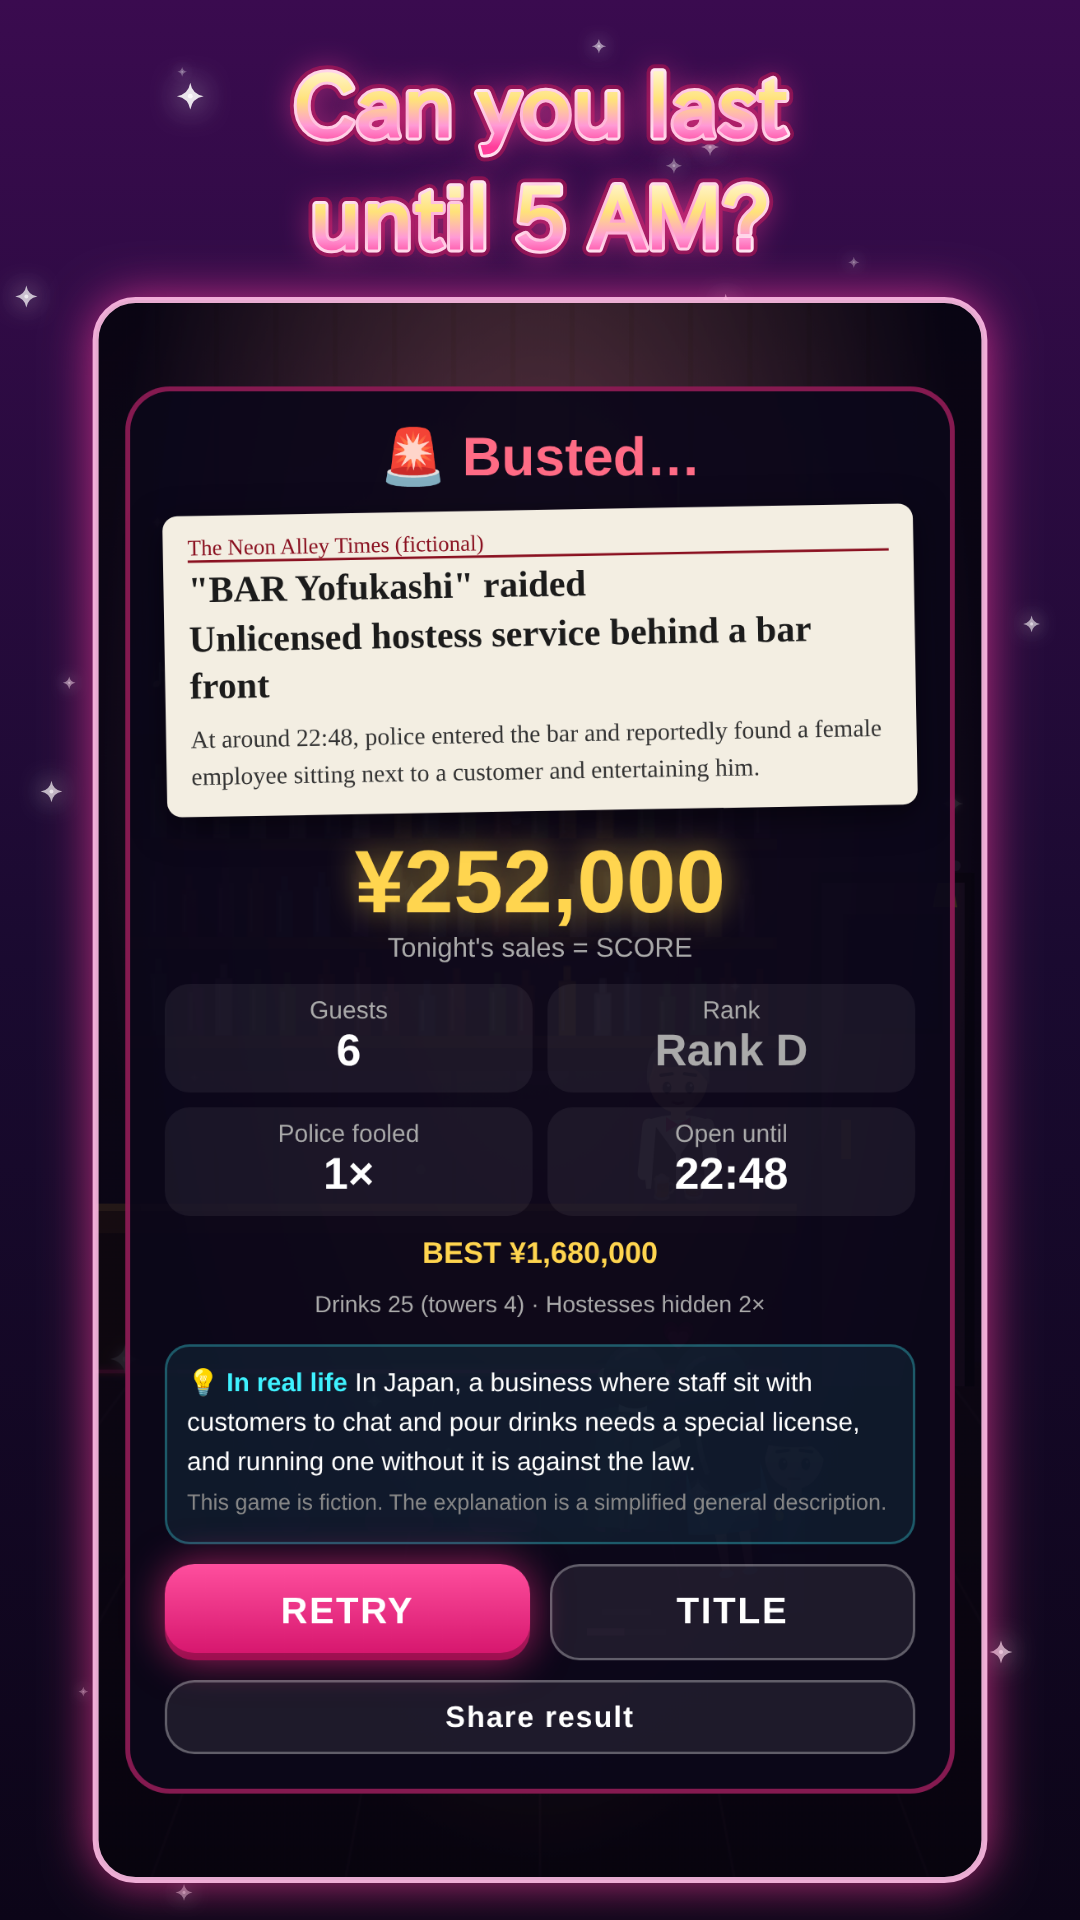 Can you last
until 5 AM?
Busted...
The Neon Alley Times (fictional)
"BAR Yofukashi" raided
Unlicensed hostess service behind a bar
front
At around 22:48, police entered the bar and reportedly found a female
employee sitting next to a customer and entertaining him.
¥252,000
Tonight's sales = SCORE
Guests
6
Rank
Rank D
Police fooled
1×
Open until
22:48
BEST ¥1,680,000
Drinks 25 (towers 4) · Hostesses hidden 2×
In real life In Japan, a business where staff sit with
customers to chat and pour drinks needs a special license,
and running one without it is against the law.
This game is fiction. The explanation is a simplified general description.
RETRY
TITLE
Share result